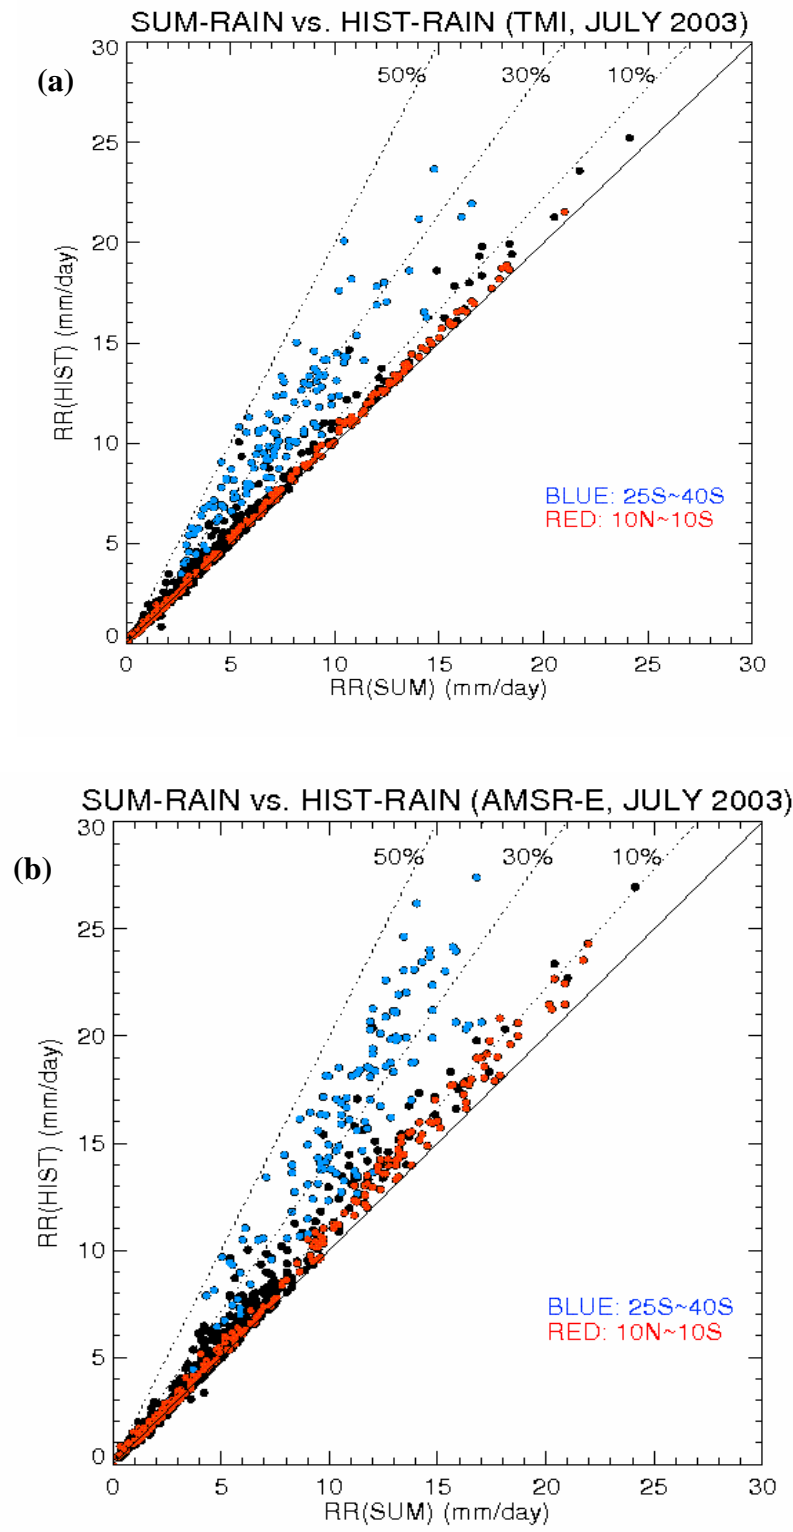 SUM-RAIN vs. HIST-RAIN (TMI, JULY 2003)
(a)
50% 30% 10%
30
25
20
15
10
5
0
RR(HIST) (mm/day)
BLUE: 25S~40S
RED: 10N~10S
0 5 10 15 20 25 30
RR(SUM) (mm/day)
SUM-RAIN vs. HIST-RAIN (AMSR-E, JULY 2003)
(b)
50% 30% 10%
30
25
20
15
10
5
0
RR(HIST) (mm/day)
BLUE: 25S~40S
RED: 10N~10S
0 5 10 15 20 25 30
RR(SUM) (mm/day)